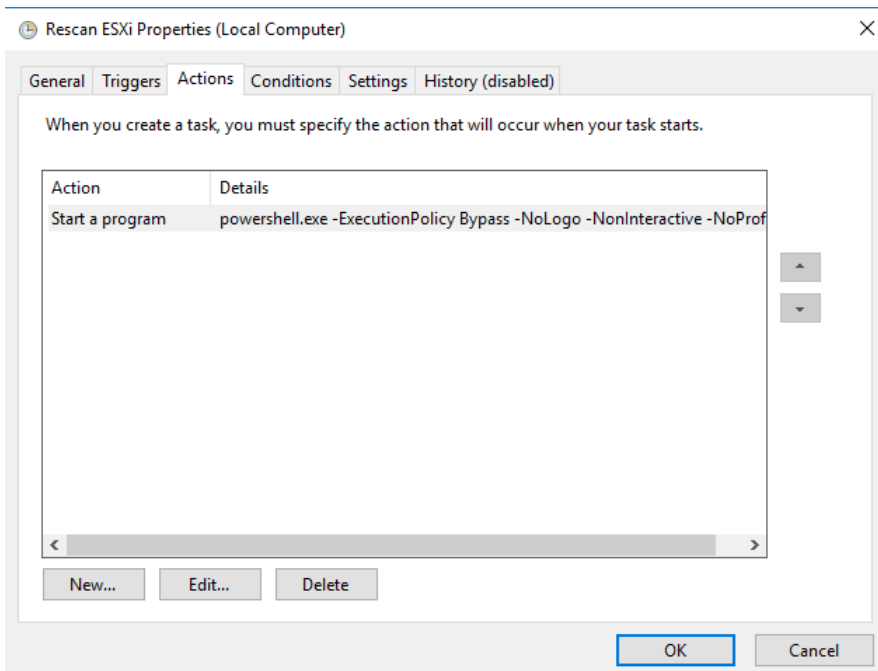 Rescan ESXi Properties (Local Computer)
General Triggers Actions Conditions Settings History (disabled)
When you create a task, you must specify the action that will occur when your task starts.
Action Details
Start a program powershell.exe -ExecutionPolicy Bypass -NoLogo -NonInteractive -NoProf
New... Edit... Delete
OK Cancel